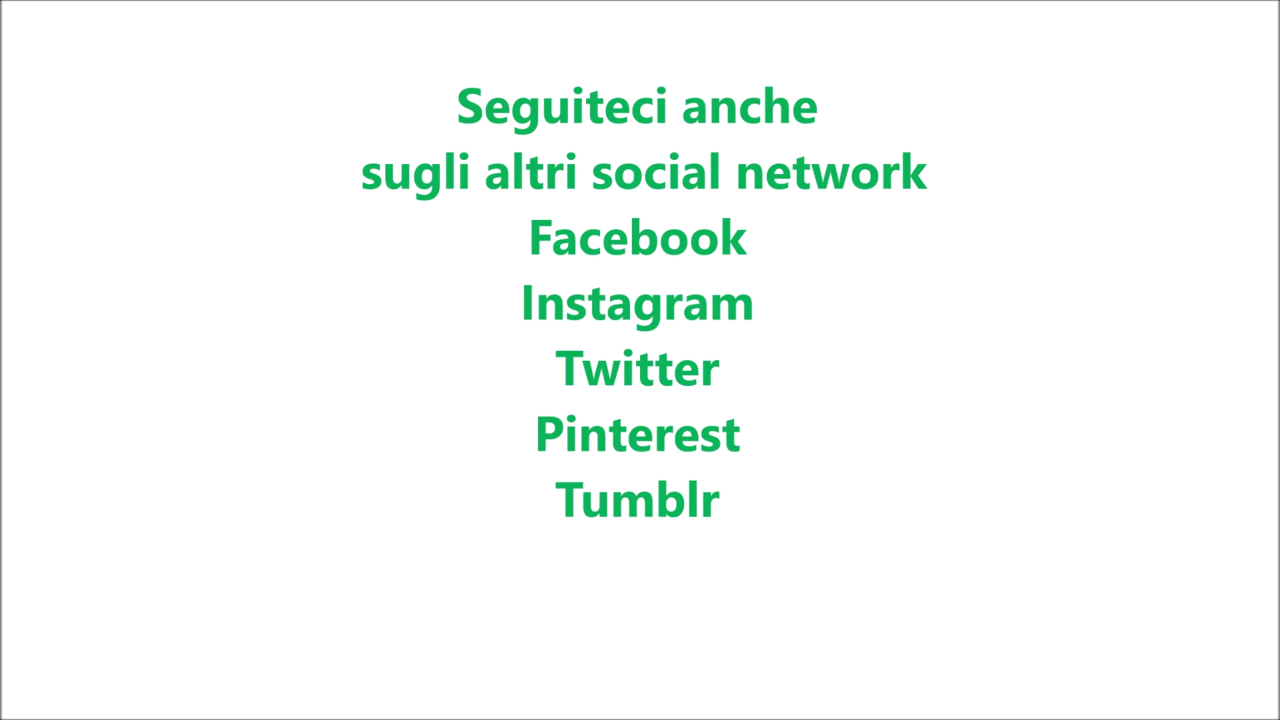 Seguiteci anche
sugli altri social network
Facebook
Instagram
Twitter
Pinterest
Tumblr